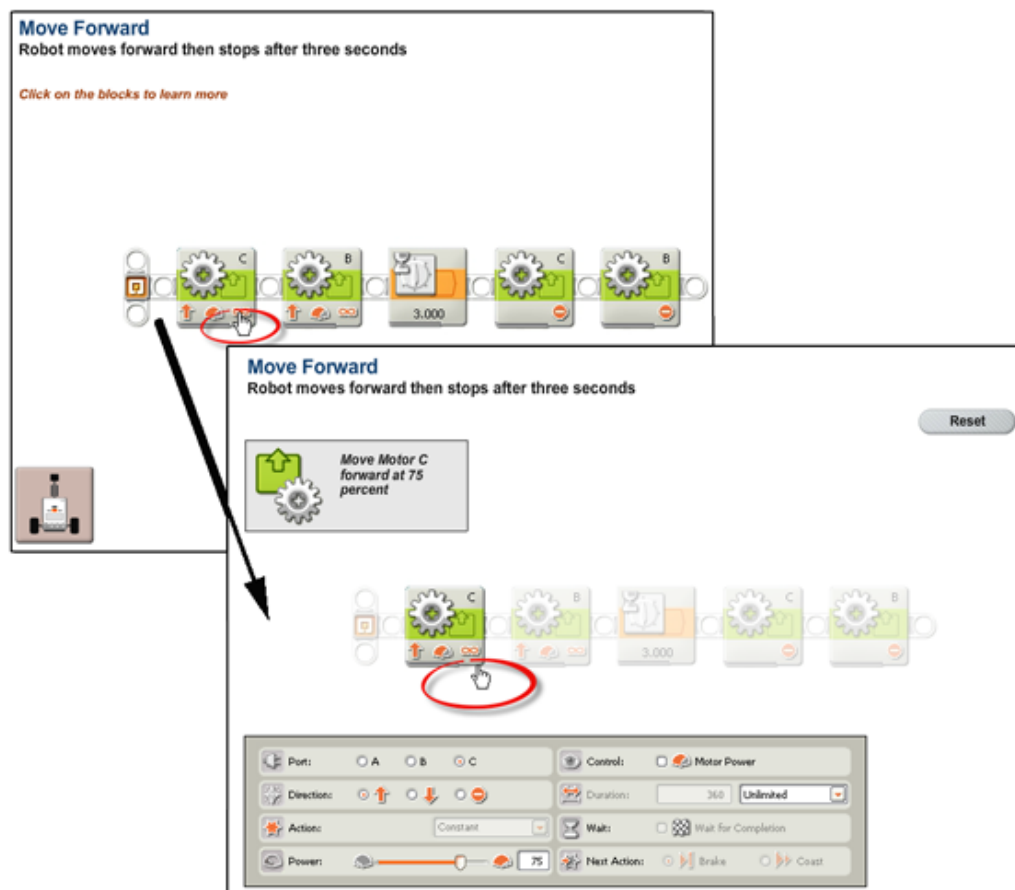 Move Forward
Robot moves forward then stops after three seconds
Click on the blocks to learn more
C
B
C
B
3.000
Move Forward
Robot moves forward then stops after three seconds
Reset
Move Motor C
forward at 75
percent
C
B
C
B
3.000
Port: A B C
Control: Motor Power
Direction:
Duration: 360 Unlimited
Action: Constant
Wait: Wait for Completion
Power: 75
Next Action: Brake Coast